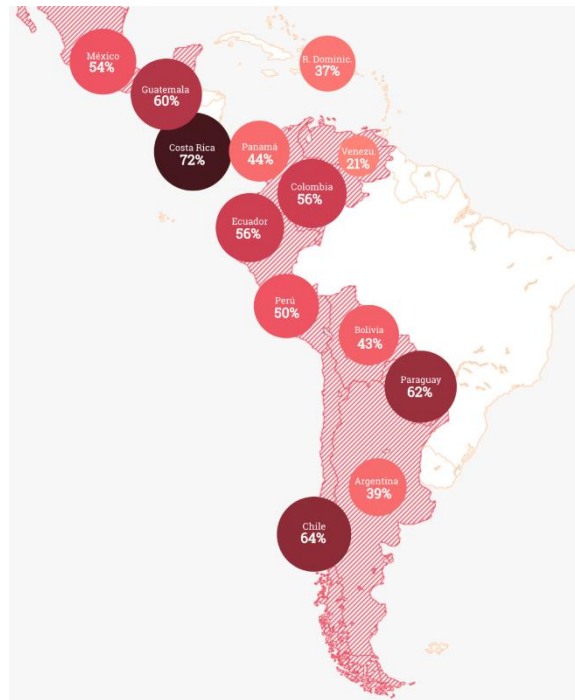 México
54%
R. Dominic.
37%
Guatemala
60%
Costa Rica
72%
Panamá
44%
Venezu.
21%
Colombia
56%
Ecuador
56%
Perú
50%
Bolivia
43%
Paraguay
62%
Argentina
39%
Chile
64%